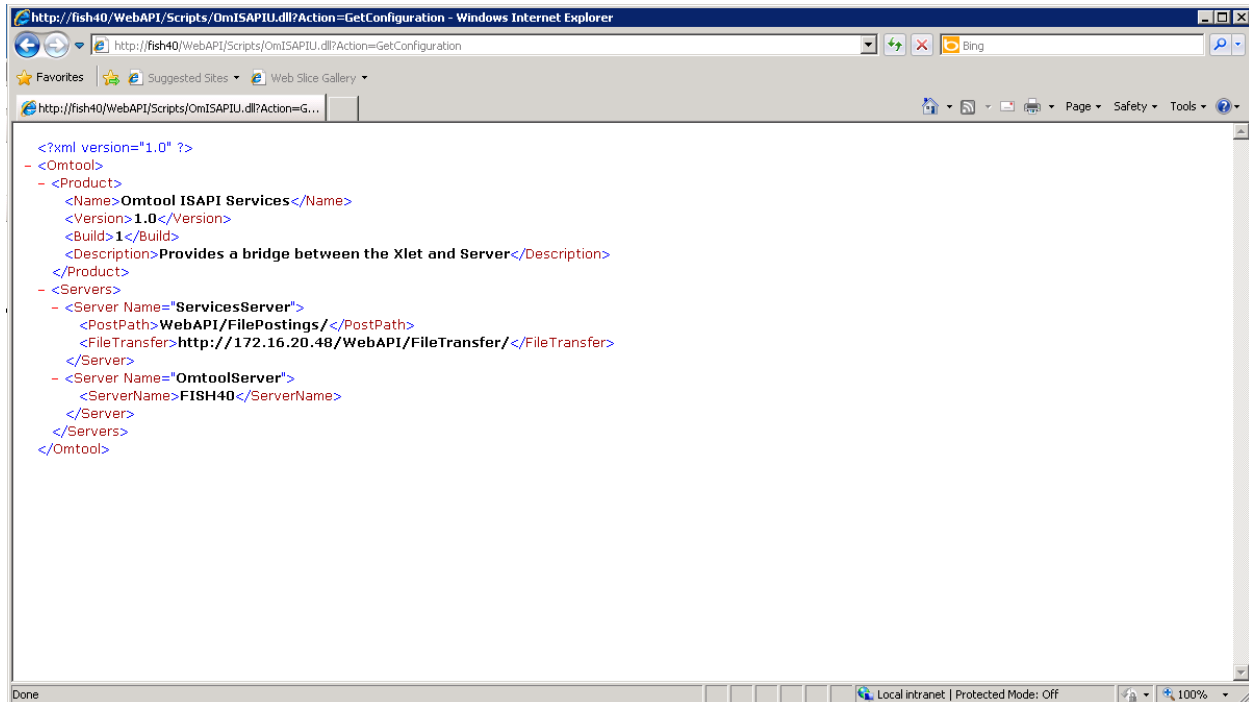 http://fish40/WebAPI/Scripts/OmISAPIU.dll?Action=GetConfiguration - Windows Internet Explorer
http://fish40/WebAPI/Scripts/OmISAPIU.dll?Action=GetConfiguration
Bing
Favorites Suggested Sites Web Slice Gallery
http://fish40/WebAPI/Scripts/OmISAPIU.dll?Action=G...
Page Safety Tools
<?xml version="1.0" ?>
- <Omtool>
- <Product>
<Name>Omtool ISAPI Services</Name>
<Version>1.0</Version>
<Build>1</Build>
<Description>Provides a bridge between the Xlet and Server</Description>
</Product>
- <Servers>
- <Server Name="ServicesServer">
<PostPath>WebAPI/FilePostings/</PostPath>
<FileTransfer>http://172.16.20.48/WebAPI/FileTransfer/</FileTransfer>
</Server>
- <Server Name="OmtoolServer">
<ServerName>FISH40</ServerName>
</Server>
</Servers>
</Omtool>
Done Local intranet | Protected Mode: Off 100%